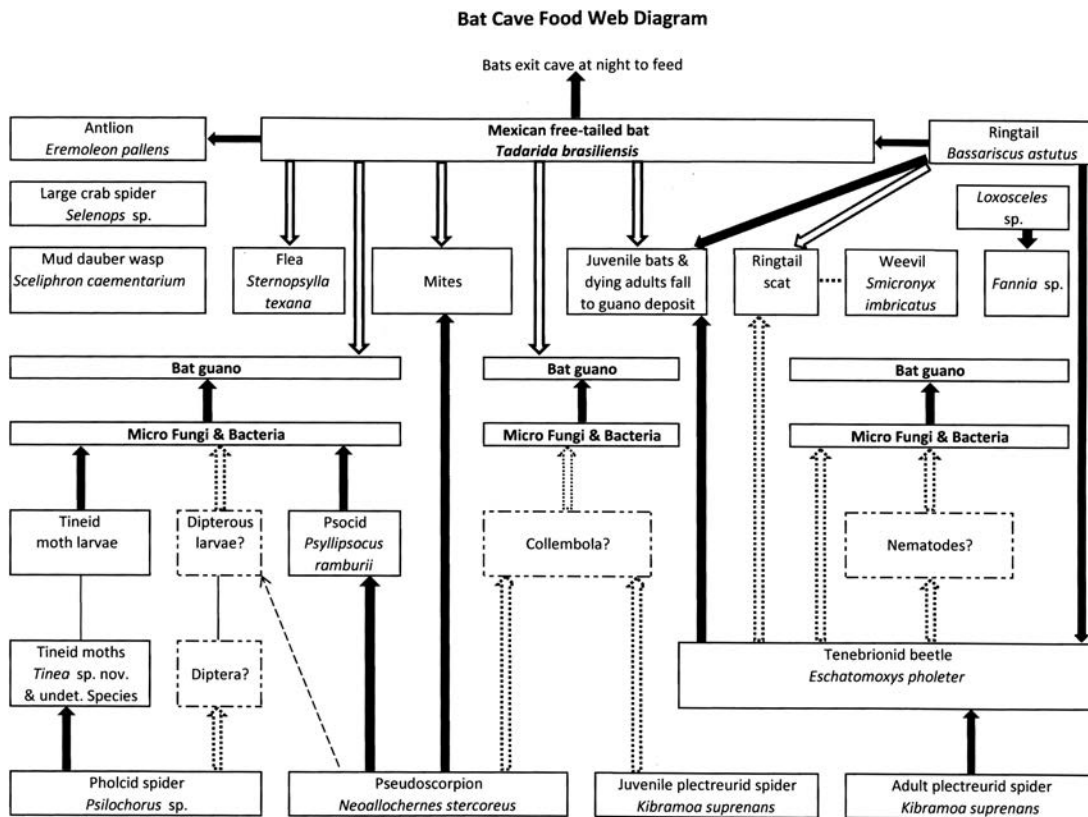 Bat Cave Food Web Diagram
Bats exit cave at night to feed
Antlion
Eremoleon pallens
Mexican free-tailed bat
Tadarida brasiliensis
Ringtail
Bassariscus astutus
Large crab spider
Selenops sp.
Loxosceles
sp.
Mud dauber wasp
Sceliphron caementarium
Flea
Sternopsylla
texana
Mites
Juvenile bats &
dying adults fall
to guano deposit
Ringtail
scat
Weevil
Smicronyx
imbricatus
Fannia sp.
Bat guano
Bat guano
Bat guano
Micro Fungi & Bacteria
Micro Fungi & Bacteria
Micro Fungi & Bacteria
Tineid
moth larvae
Dipterous
larvae?
Psocid
Psyllipsocus
ramburii
Collembola?
Nematodes?
Tineid moths
Tinea sp. nov.
& undet. Species
Diptera?
Tenebrionid beetle
Eschatomoxys pholeter
Pholcid spider
Psilochorus sp.
Pseudoscorpion
Neoallochernes stercoreus
Juvenile plectreurid spider
Kibramoa suprenans
Adult plectreurid spider
Kibramoa suprenans